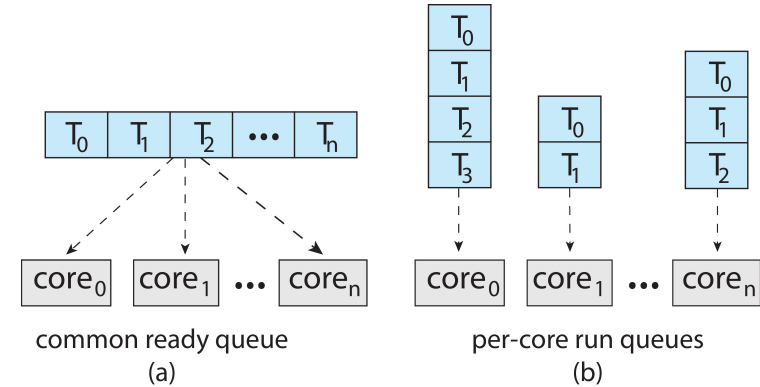 T0 T1 T2 ... Tn
core0 core1 ... coren
common ready queue
(a)
T0
T1
T2
T3
T0
T1
T0
T1
T2
core0 core1 ... coren
per-core run queues
(b)